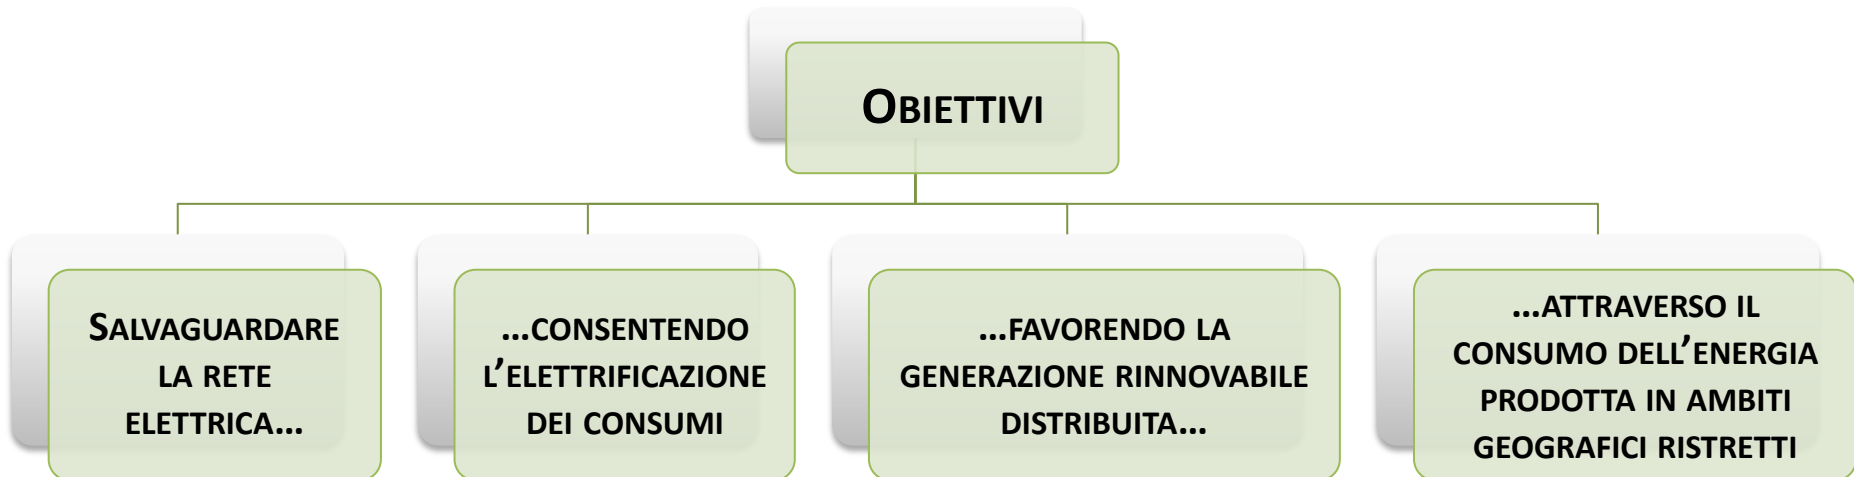 OBIETTIVI
SALVAGUARDARE
LA RETE
ELETTRICA...
...CONSENTENDO
L'ELETTRIFICAZIONE
DEI CONSUMI
...FAVORENDO LA
GENERAZIONE RINNOVABILE
DISTRIBUITA...
...ATTRAVERSO IL
CONSUMO DELL'ENERGIA
PRODOTTA IN AMBITI
GEOGRAFICI RISTRETTI